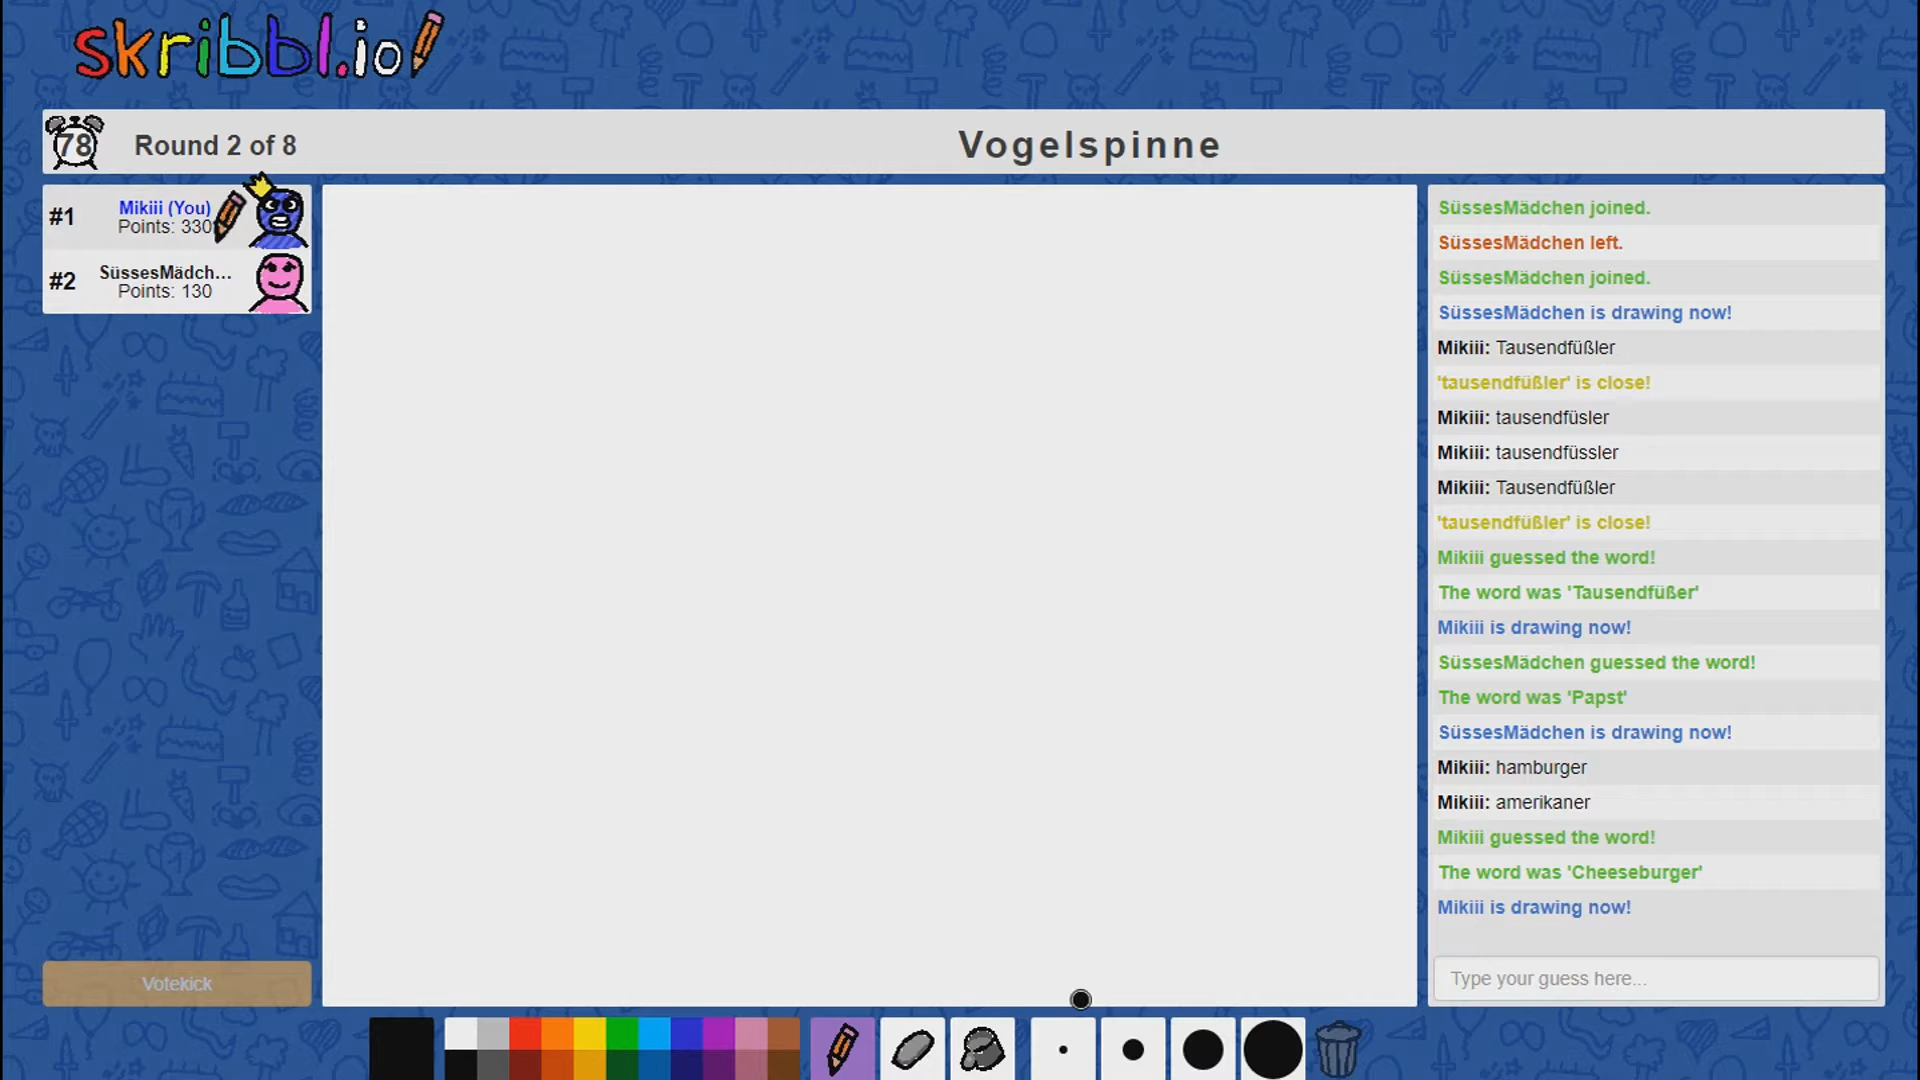 skribbl.io
78
Round 2 of 8
Vogelspinne
#1
Mikiii (You)
Points: 330
#2
SüssesMädch...
Points: 130
Votekick
SüssesMädchen joined.
SüssesMädchen left.
SüssesMädchen joined.
SüssesMädchen is drawing now!
Mikiii: Tausendfüßler
'tausendfüßler' is close!
Mikiii: tausendfüsler
Mikiii: tausendfüssler
Mikiii: Tausendfüßler
'tausendfüßler' is close!
Mikiii guessed the word!
The word was 'Tausendfüßer'
Mikiii is drawing now!
SüssesMädchen guessed the word!
The word was 'Papst'
SüssesMädchen is drawing now!
Mikiii: hamburger
Mikiii: amerikaner
Mikiii guessed the word!
The word was 'Cheeseburger'
Mikiii is drawing now!
Type your guess here...